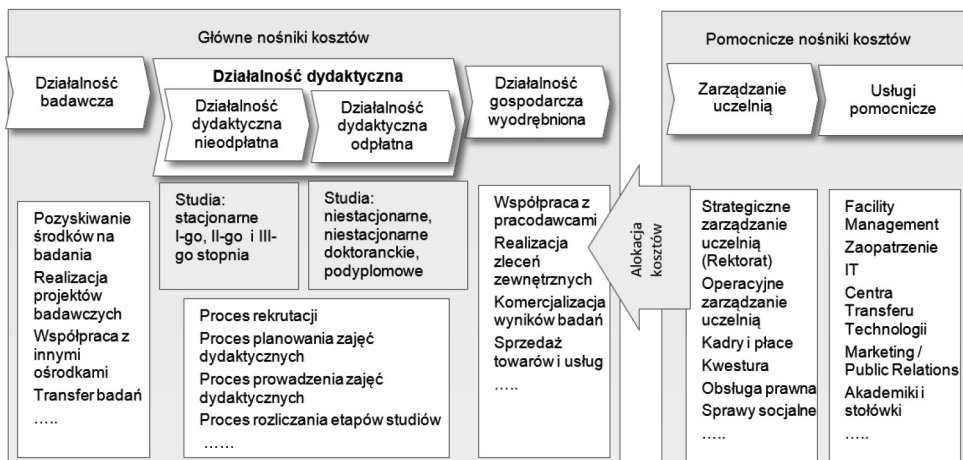 Główne nośniki kosztów
Działalność
badawcza
Działalność dydaktyczna
Działalność
dydaktyczna
nieodpłatna
Działalność
dydaktyczna
odpłatna
Działalność
gospodarcza
wyodrębniona
Pozyskiwanie
środków na
badania
Realizacja
projektów
badawczych
Współpraca z
innymi
ośrodkami
Transfer badań
.....
Studia:
stacjonarne
I-go, II-go i III-
go stopnia
Studia:
niestacjonarne,
niestacjonarne
doktoranckie,
podyplomowe
Proces rekrutacji
Proces planowania zajęć
dydaktycznych
Proces prowadzenia zajęć
dydaktycznych
Proces rozliczania etapów studiów
......
Współpraca z
pracodawcami
Realizacja
zleceń
zewnętrznych
Komercjalizacja
wyników badań
Sprzedaż
towarów i usług
.....
Alokacja
kosztów
Pomocnicze nośniki kosztów
Zarządzanie
uczelnią
Usługi
pomocnicze
Strategiczne
zarządzanie
uczelnią
(Rektorat)
Operacyjne
zarządzanie
uczelnią
Kadry i płace
Kwestura
Obsługa prawna
Sprawy socjalne
.....
Facility
Management
Zaopatrzenie
IT
Centra
Transferu
Technologii
Marketing /
Public Relations
Akademiki i
stołówki
.....